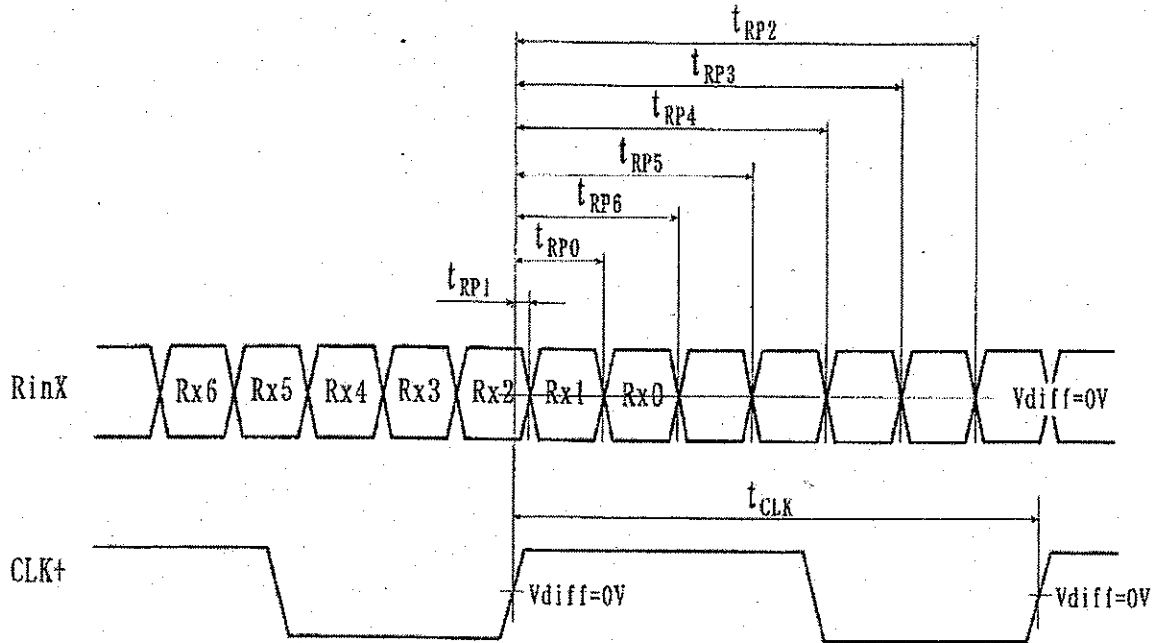 tRP2
tRP3
tRP4
tRP5
tRP6
tRP0
tRP1
RinX Rx6 Rx5 Rx4 Rx3 Rx2 Rx1 Rx0 Vdiff=0V
tCLK
CLK+ Vdiff=0V Vdiff=0V